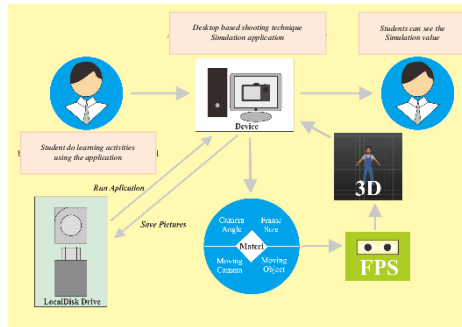 Desktop based shooting technique
Simulation application
Students can see the
Simulation value
Device
Student do learning activities
using the application
Run Aplication
Save Pictures
3D
Camera
Angle
Frame
Size
Materi
Moving
Camera
Moving
Object
FPS
LocalDisk Drive